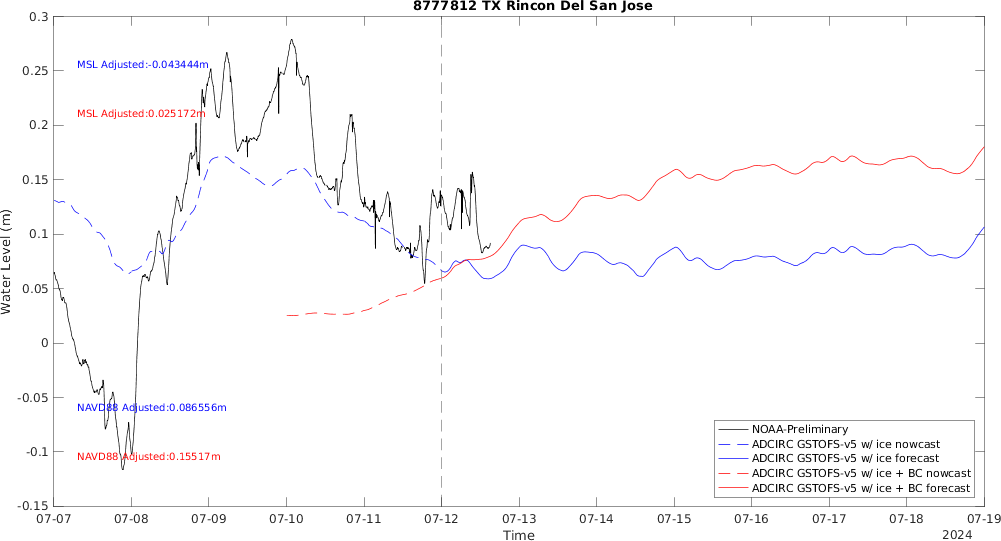 8777812 TX Rincon Del San Jose
0.3
0.25
0.2
0.15
0.1
0.05
0
-0.05
-0.1
-0.15
Water Level (m)
MSL Adjusted:-0.043444m
MSL Adjusted:0.025172m
NAVD88 Adjusted:0.086556m
NAVD88 Adjusted:0.15517m
NOAA-Preliminary
ADCIRC GSTOFS-v5 w/ ice nowcast
ADCIRC GSTOFS-v5 w/ ice forecast
ADCIRC GSTOFS-v5 w/ ice + BC nowcast
ADCIRC GSTOFS-v5 w/ ice + BC forecast
07-07 07-08 07-09 07-10 07-11 07-12 07-13 07-14 07-15 07-16 07-17 07-18 07-19
Time
2024